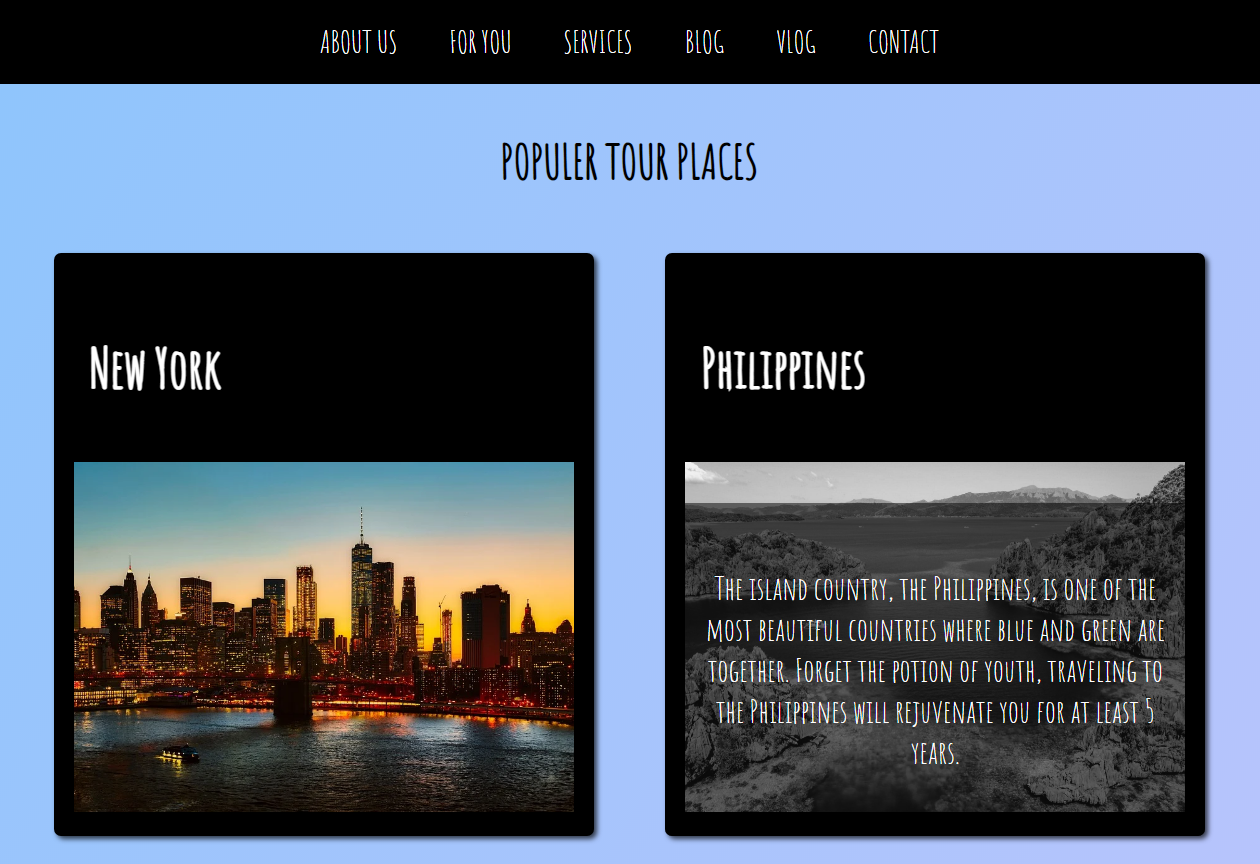 ABOUT US FOR YOU SERVICES BLOG VLOG CONTACT
POPULER TOUR PLACES
New York
Philippines
The island country, the Philippines, is one of the
most beautiful countries where blue and green are
together. Forget the potion of youth, traveling to
the Philippines will rejuvenate you for at least 5
years.